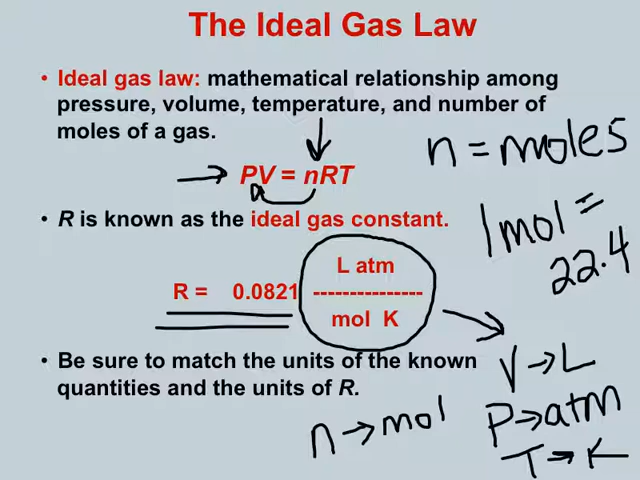 The Ideal Gas Law
• Ideal gas law: mathematical relationship among
pressure, volume, temperature, and number of
moles of a gas.
n = moles
→ PV = nRT
• R is known as the ideal gas constant.
1 mol =
22.4
L atm
R = 0.0821 ---------------
mol K
• Be sure to match the units of the known
quantities and the units of R.
V → L
n → mol
P → atm
T → K